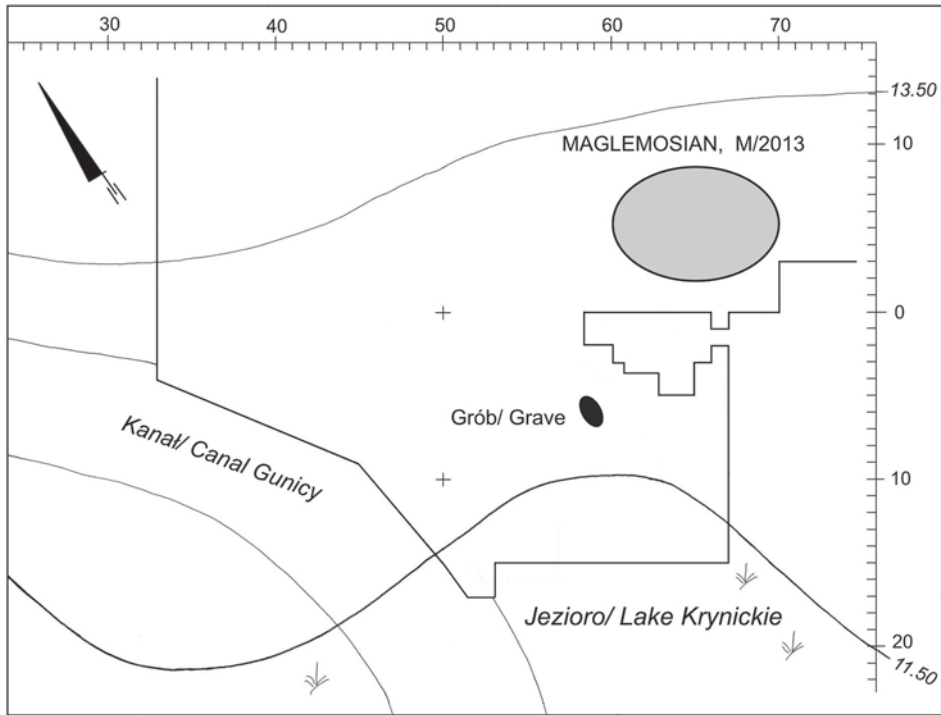 30 40 50 60 70
13.50
10
MAGLEMOSIAN, M/2013
0
Grób/ Grave
Kanał/ Canal Gunicy
10
Jezioro/ Lake Krynickie
20
11.50